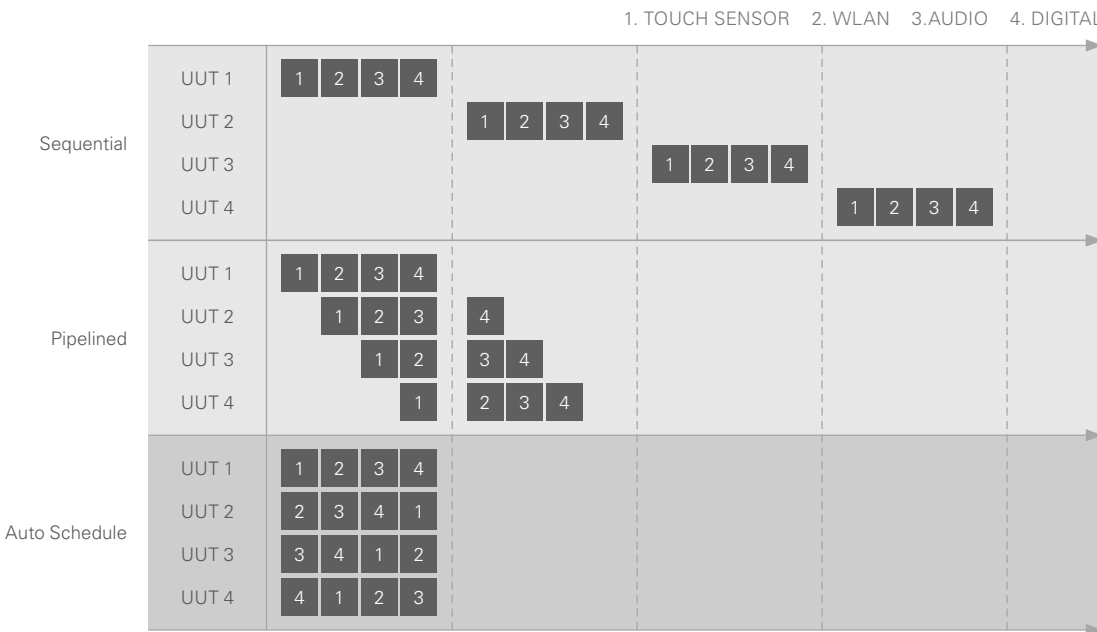 1. TOUCH SENSOR 2. WLAN 3.AUDIO 4. DIGITAL
Sequential
UUT 1 1 2 3 4
UUT 2 1 2 3 4
UUT 3 1 2 3 4
UUT 4 1 2 3 4
Pipelined
UUT 1 1 2 3 4
UUT 2 1 2 3 4
UUT 3 1 2 3 4
UUT 4 1 2 3 4
Auto Schedule
UUT 1 1 2 3 4
UUT 2 2 3 4 1
UUT 3 3 4 1 2
UUT 4 4 1 2 3